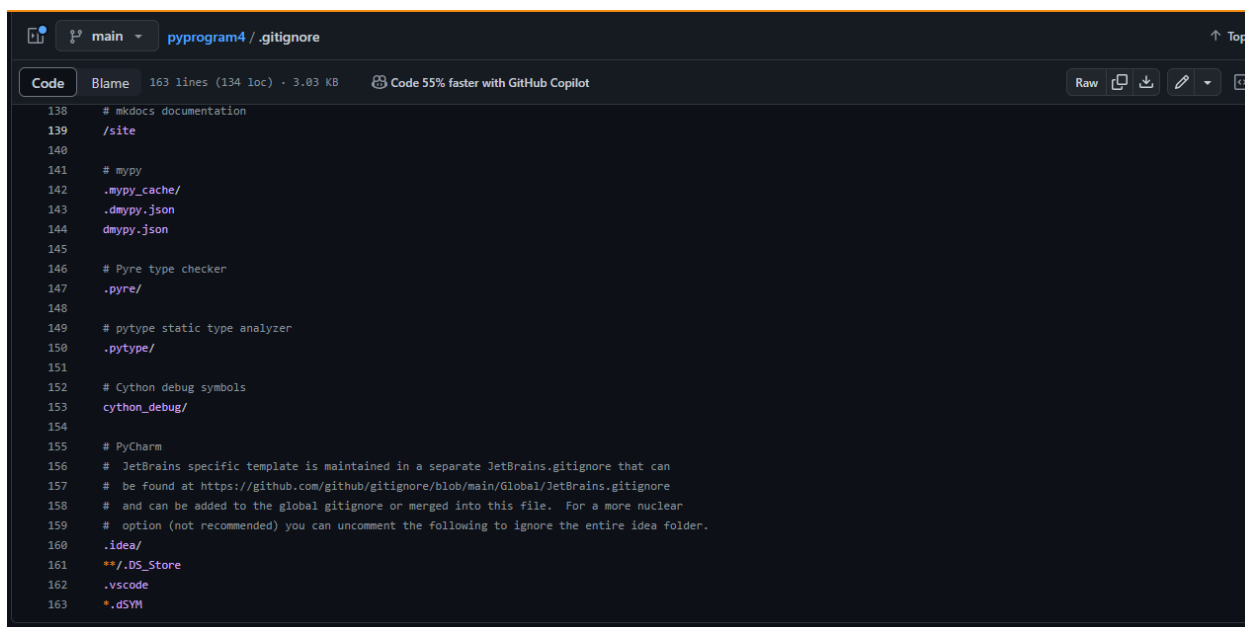 main
pyprogram4 / .gitignore
Top
Code
Blame
163 lines (134 loc) · 3.03 KB
Code 55% faster with GitHub Copilot
Raw
138 # mkdocs documentation
139 /site
140
141 # mypy
142 .mypy_cache/
143 .dmypy.json
144 dmypy.json
145
146 # Pyre type checker
147 .pyre/
148
149 # pytype static type analyzer
150 .pytype/
151
152 # Cython debug symbols
153 cython_debug/
154
155 # PyCharm
156 #  JetBrains specific template is maintained in a separate JetBrains.gitignore that can
157 #  be found at https://github.com/github/gitignore/blob/main/Global/JetBrains.gitignore
158 #  and can be added to the global gitignore or merged into this file.  For a more nuclear
159 #  option (not recommended) you can uncomment the following to ignore the entire idea folder.
160 .idea/
161 **/.DS_Store
162 .vscode
163 *.dSYM